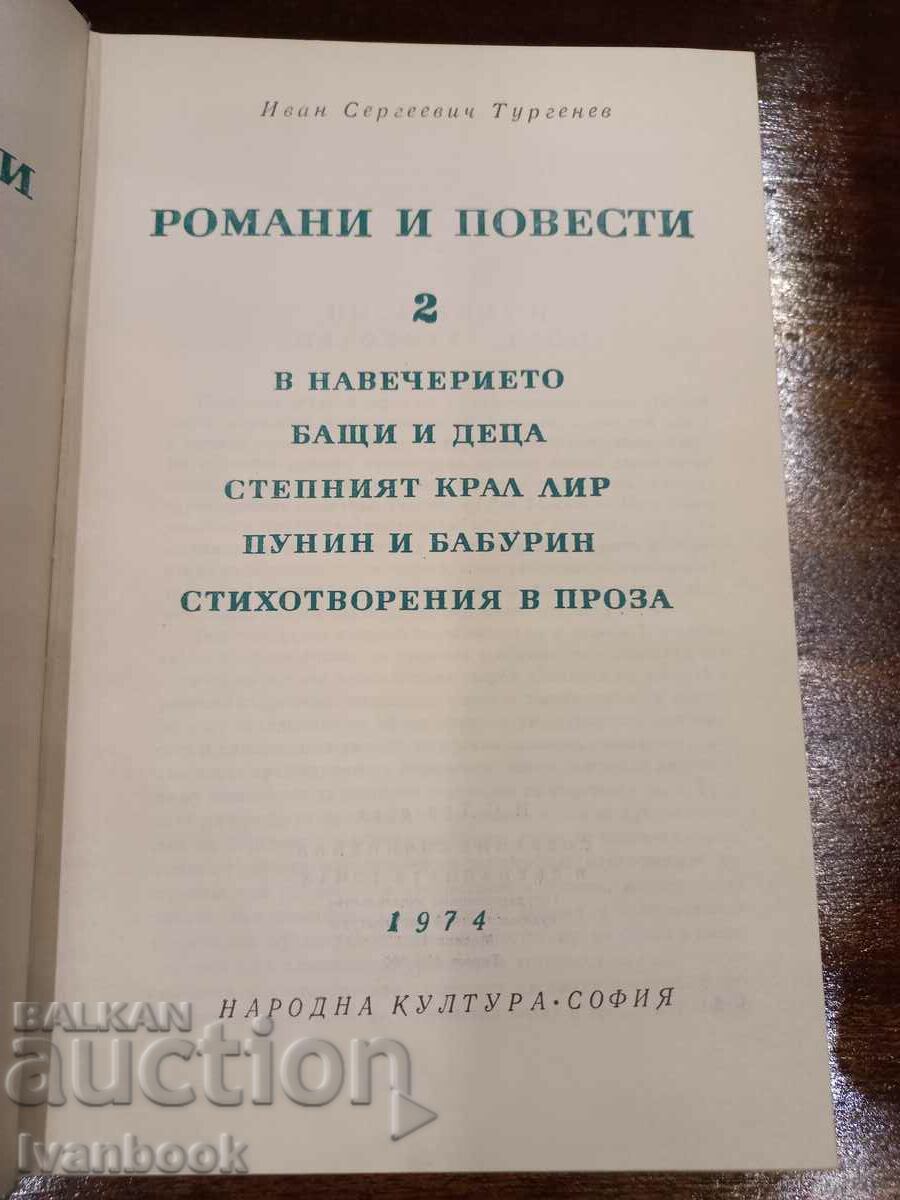 И
Иван Сергеевич Тургенев
РОМАНИ И ПОВЕСТИ
2
В НАВЕЧЕРИЕТО
БАЩИ И ДЕЦА
СТЕПНИЯТ КРАЛ ЛИР
ПУНИН И БАБУРИН
СТИХОТВОРЕНИЯ В ПРОЗА
1974
НАРОДНА КУЛТУРА • СОФИЯ
BALKAN
auction
Ivanbook